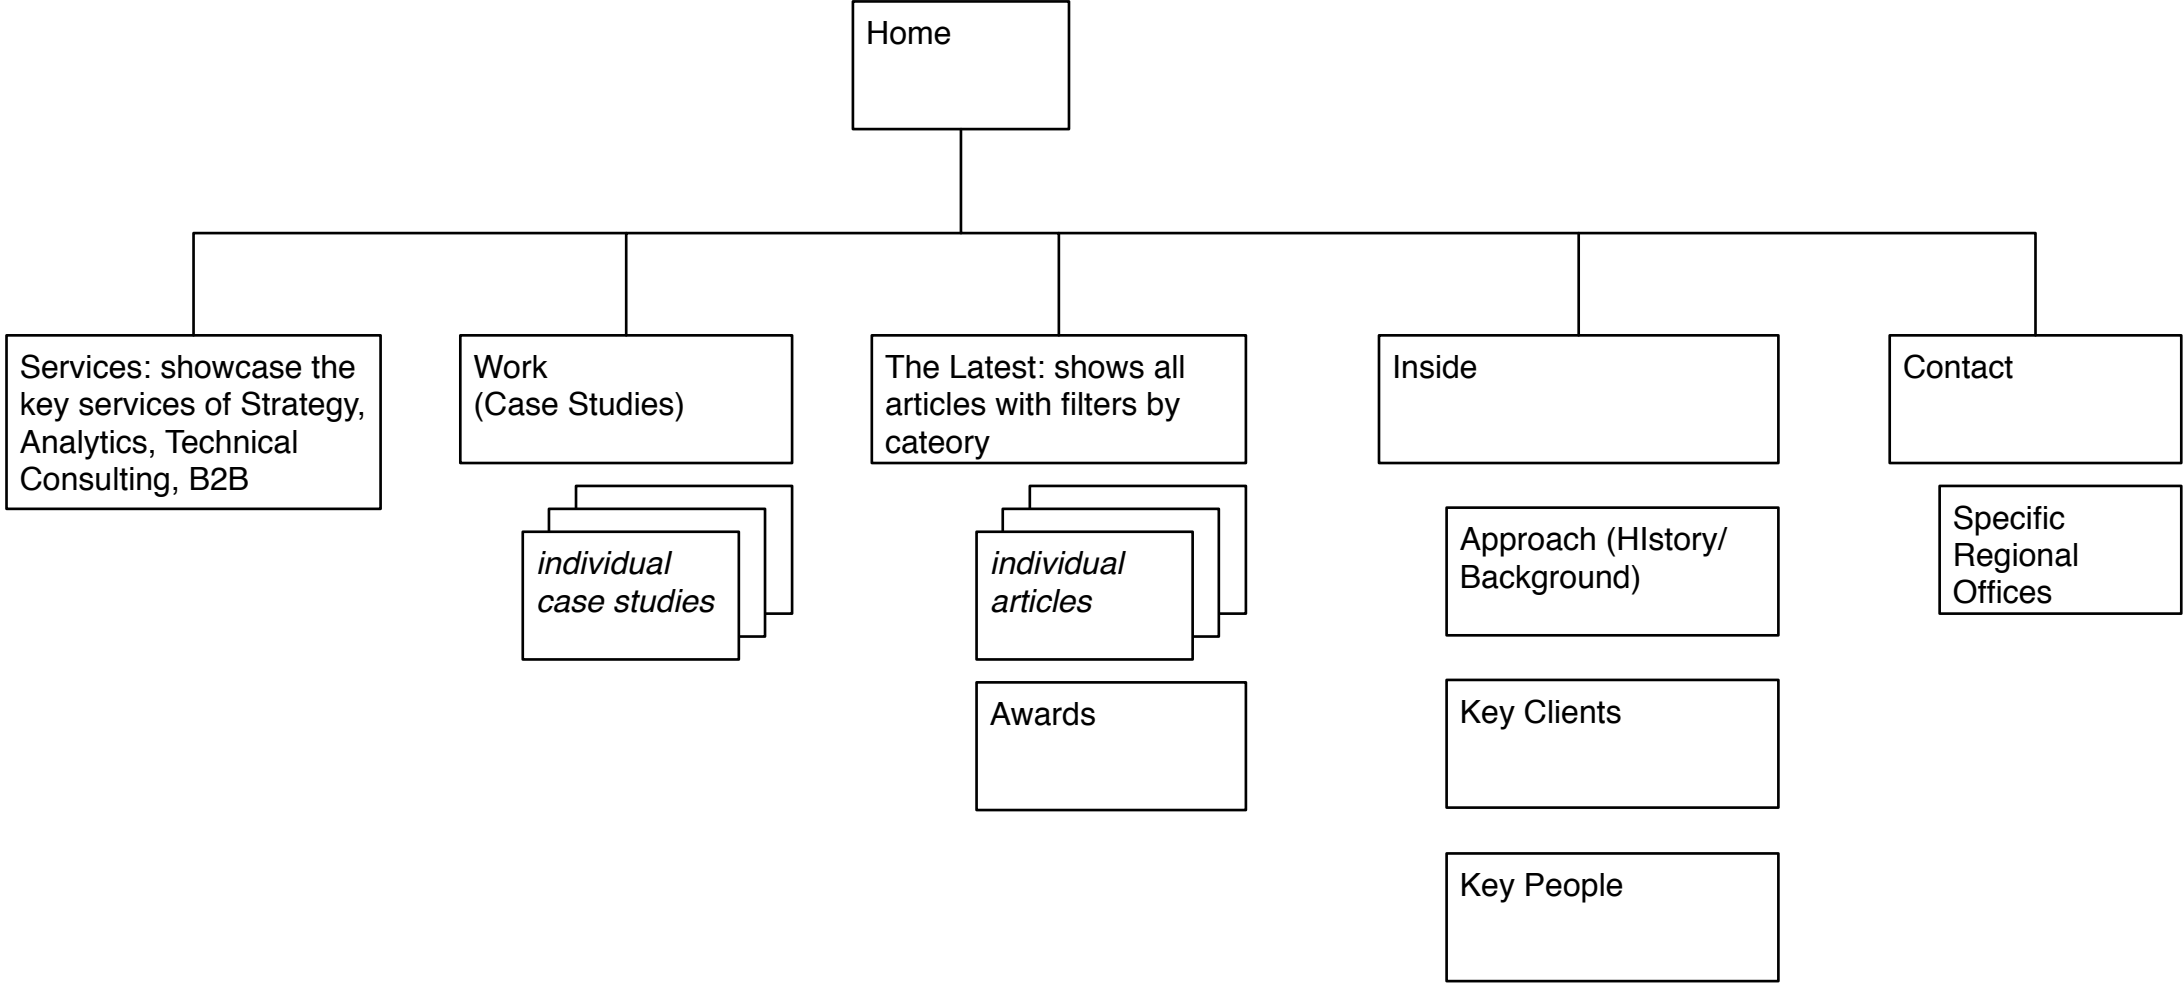 Home
Services: showcase the
key services of Strategy,
Analytics, Technical
Consulting, B2B
Work
(Case Studies)
individual
case studies
The Latest: shows all
articles with filters by
cateory
individual
articles
Awards
Inside
Approach (HIstory/
Background)
Key Clients
Key People
Contact
Specific
Regional
Offices